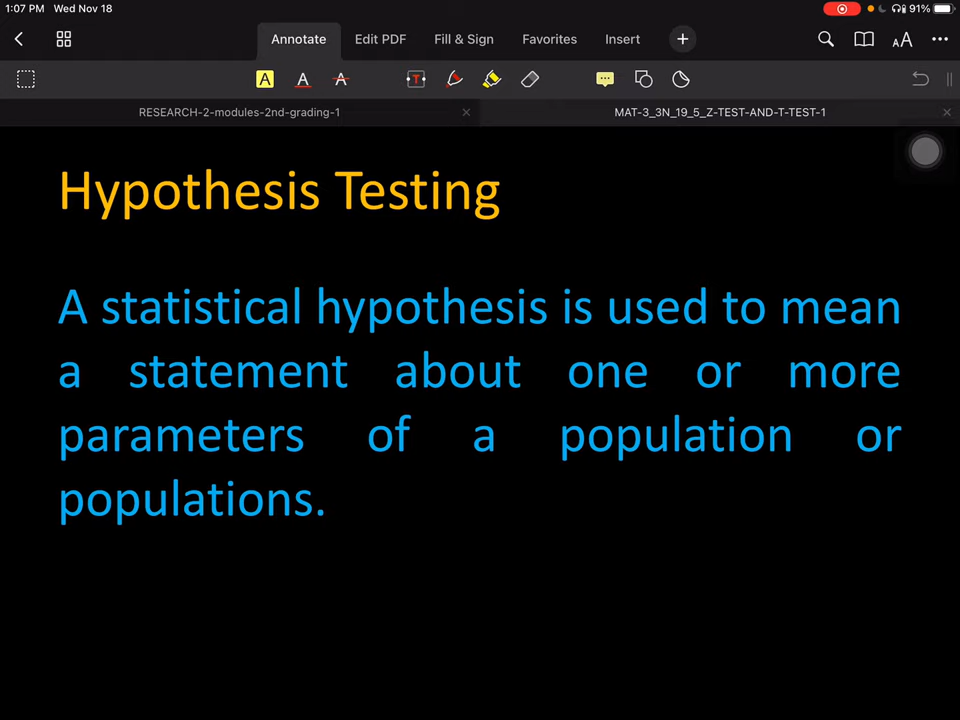 1:07 PM Wed Nov 18 91%
Annotate Edit PDF Fill & Sign Favorites Insert
A A A T
RESEARCH-2-modules-2nd-grading-1 MAT-3_3N_19_5_Z-TEST-AND-T-TEST-1
Hypothesis Testing
A statistical hypothesis is used to mean
a statement about one or more
parameters of a population or
populations.